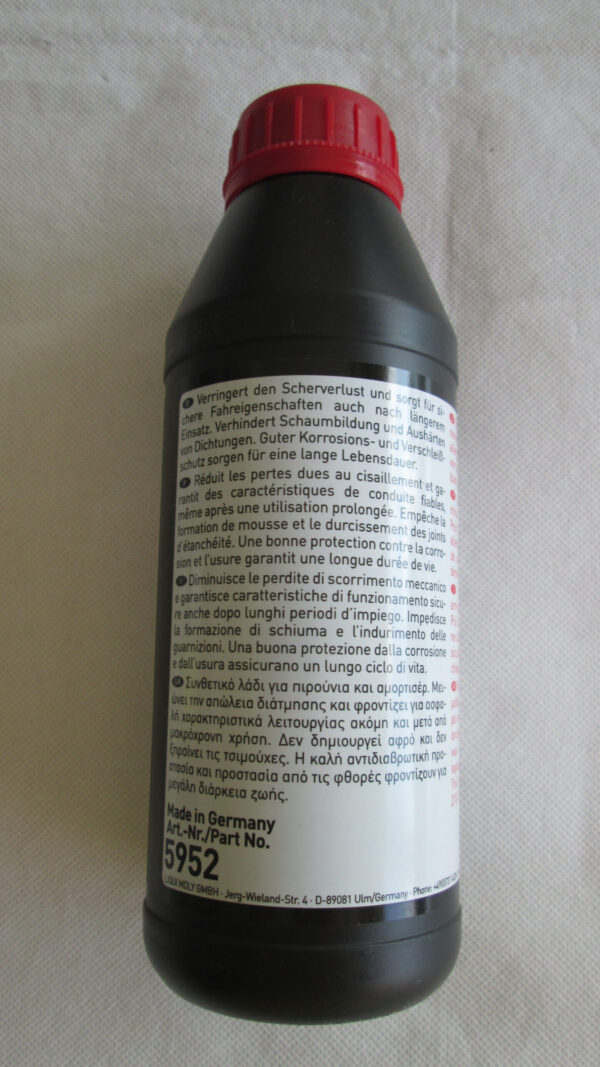 D Verringert den Scherverlust und sorgt für si-
chere Fahreigenschaften auch nach längerem
Einsatz. Verhindert Schaumbildung und Aushärten
von Dichtungen. Guter Korrosions- und Verschleiß-
schutz sorgen für eine lange Lebensdauer.
F Réduit les pertes dues au cisaillement et ga-
rantit des caractéristiques de conduite fiables,
même après une utilisation prolongée. Empêche la
formation de mousse et le durcissement des joints
d'étanchéité. Une bonne protection contre la corro-
sion et l'usure garantit une longue durée de vie.
I Diminuisce le perdite di scorrimento meccanico
e garantisce caratteristiche di funzionamento sicu-
re anche dopo lunghi periodi d'impiego. Impedisce
la formazione di schiuma e l'indurimento delle
guarnizioni. Una buona protezione dalla corrosione
e dall'usura assicurano un lungo ciclo di vita.
GR Συνθετικό λάδι για πιρούνια και αμορτισέρ. Μει-
ώνει την απώλεια διάτμησης και φροντίζει για ασφα-
λή χαρακτηριστικά λειτουργίας ακόμη και μετά από
μακρόχρονη χρήση. Δεν δημιουργεί αφρό και δεν
ξηραίνει τις τσιμούχες. Η καλή αντιδιαβρωτική προ-
στασία και προστασία από τις φθορές φροντίζουν για
μεγάλη διάρκεια ζωής.
Made in Germany
Art.-Nr./Part No.
5952
LIQUI MOLY GMBH · Jerg-Wieland-Str. 4 · D-89081 Ulm/Germany · Phone: